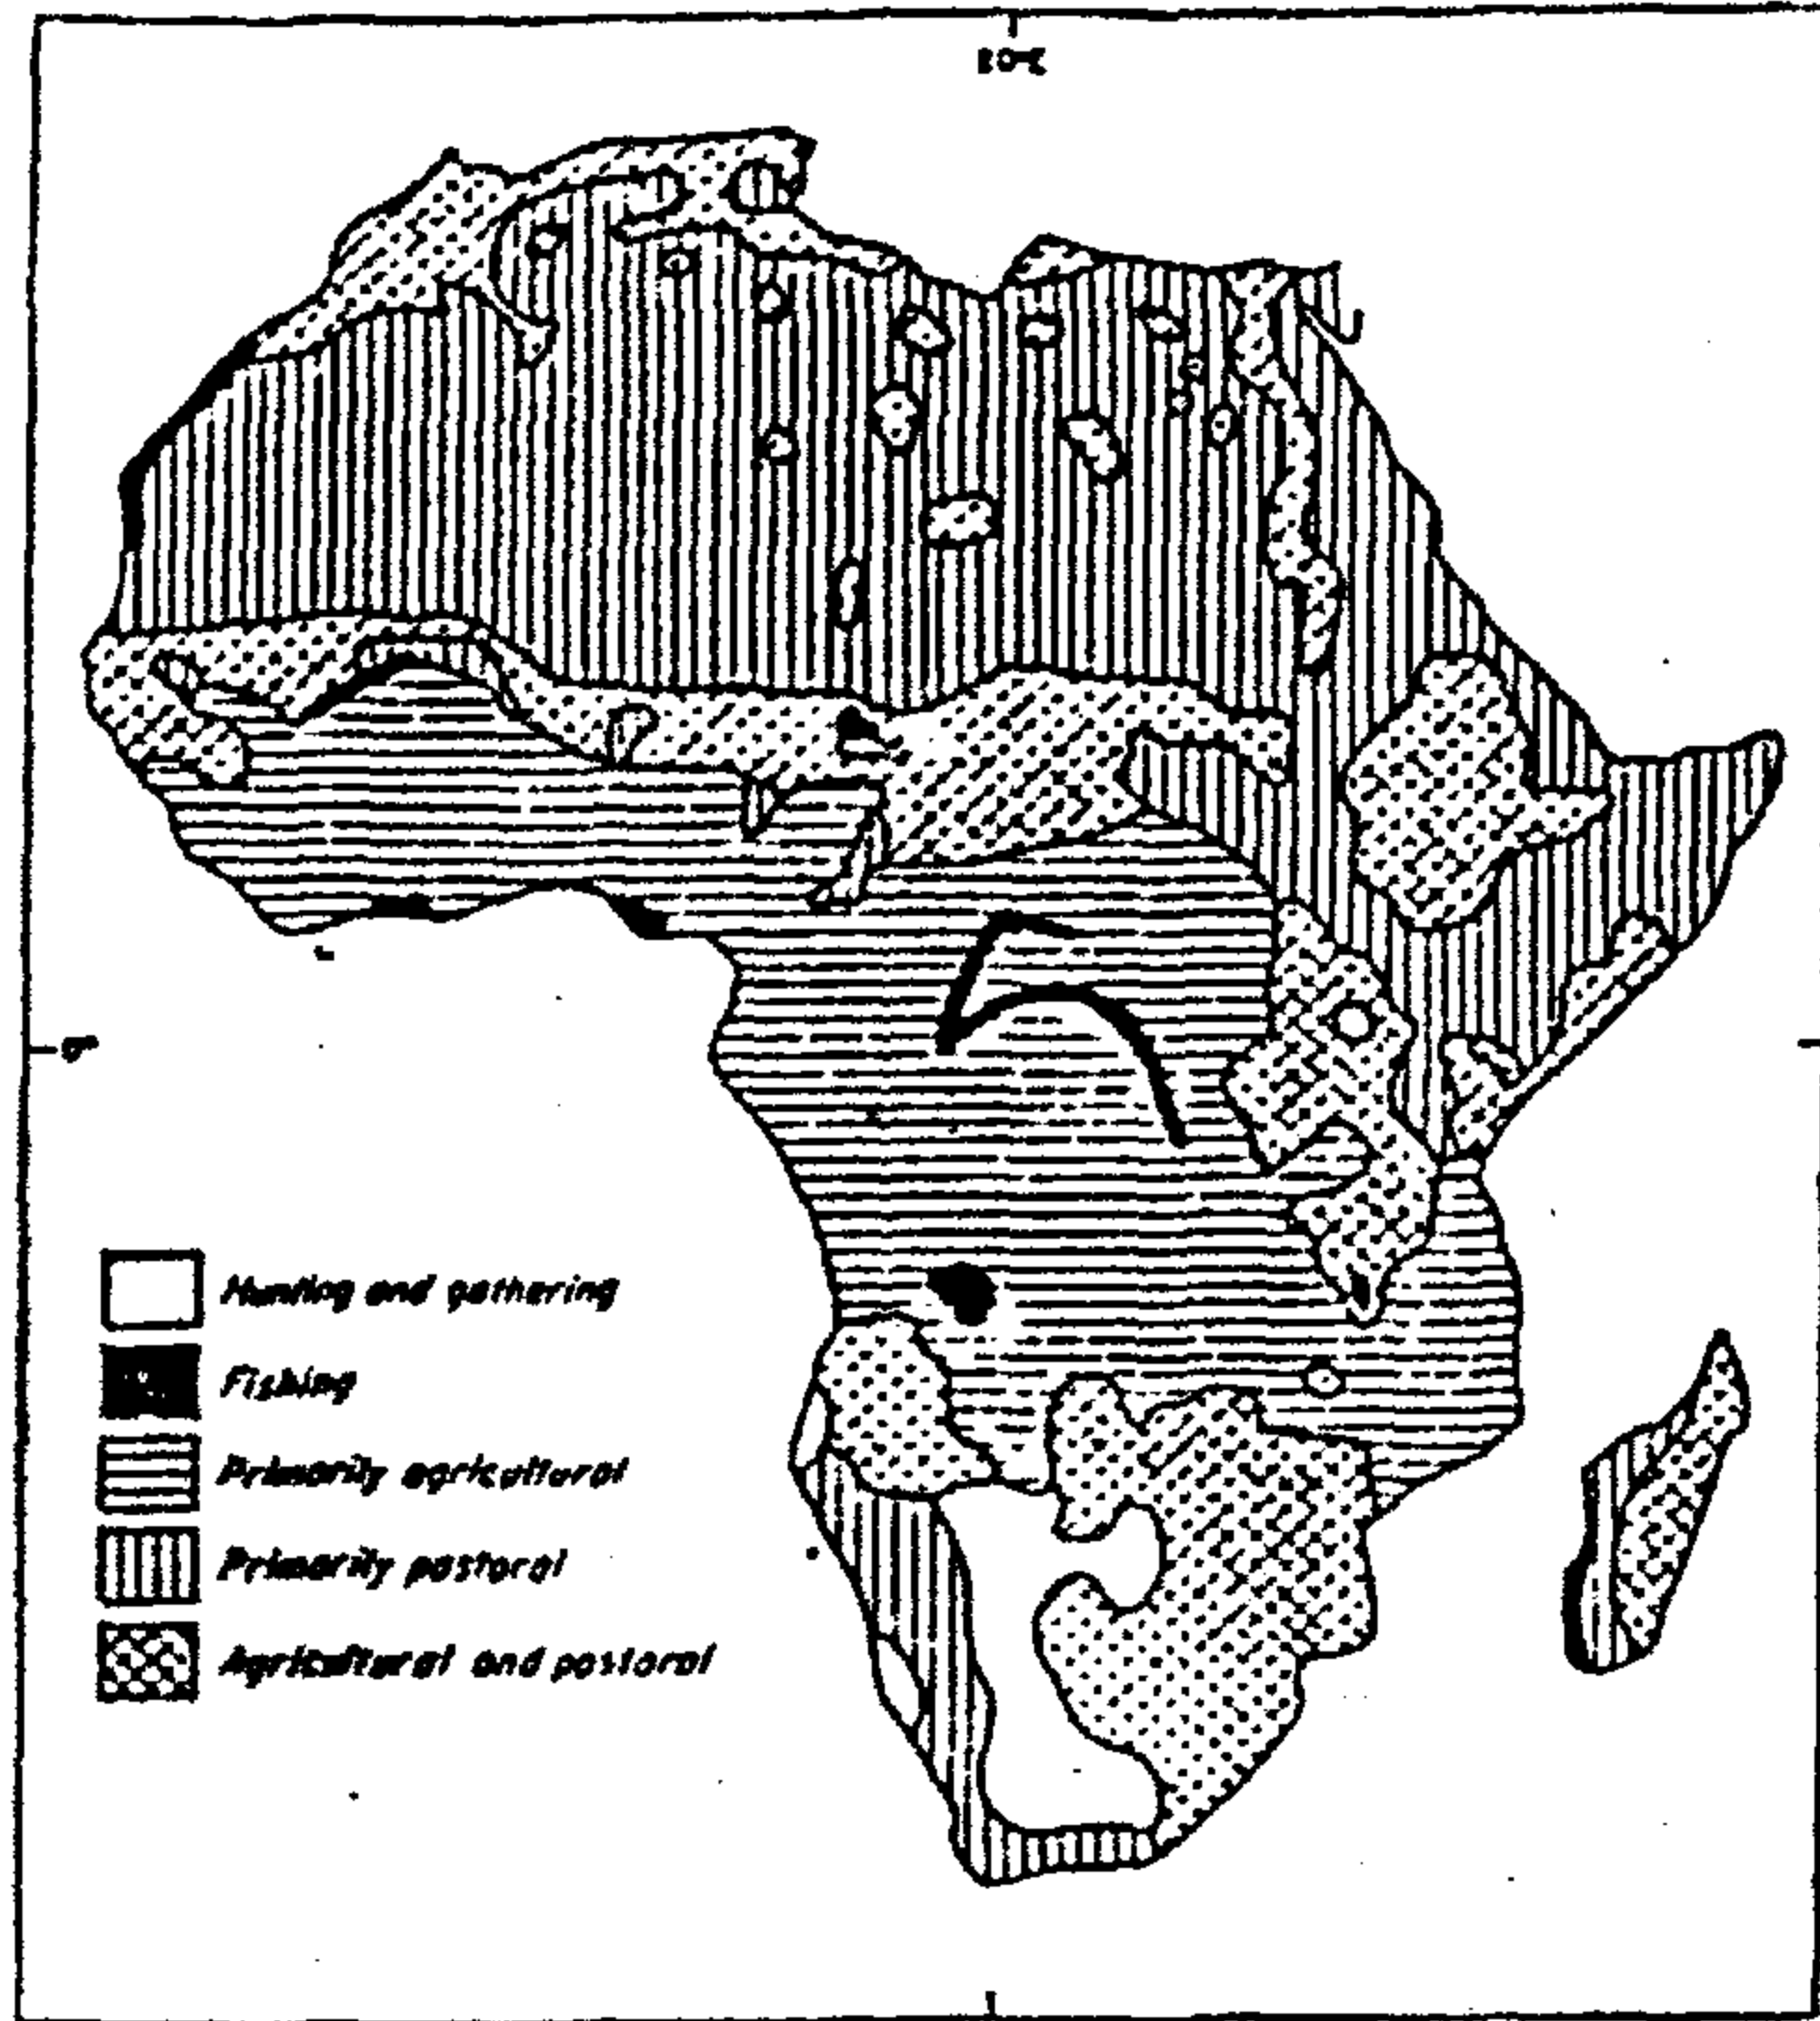 20°E
0°
Hunting and gathering
Fishing
Primarily agricultural
Primarily pastoral
Agricultural and pastoral